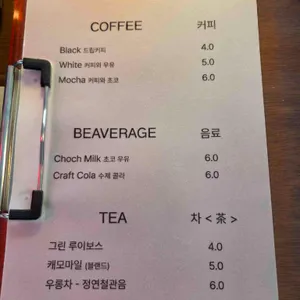 COFFEE 커피
Black 드립커피 4.0
White 커피와 우유 5.0
Mocha 커피와 초코 6.0
BEAVERAGE 음료
Choch Milk 초코 우유 6.0
Craft Cola 수제 콜라 6.0
TEA 차 < 茶 >
그린 루이보스 4.0
캐모마일 (블렌드) 5.0
우롱차 - 정연철관음 6.0